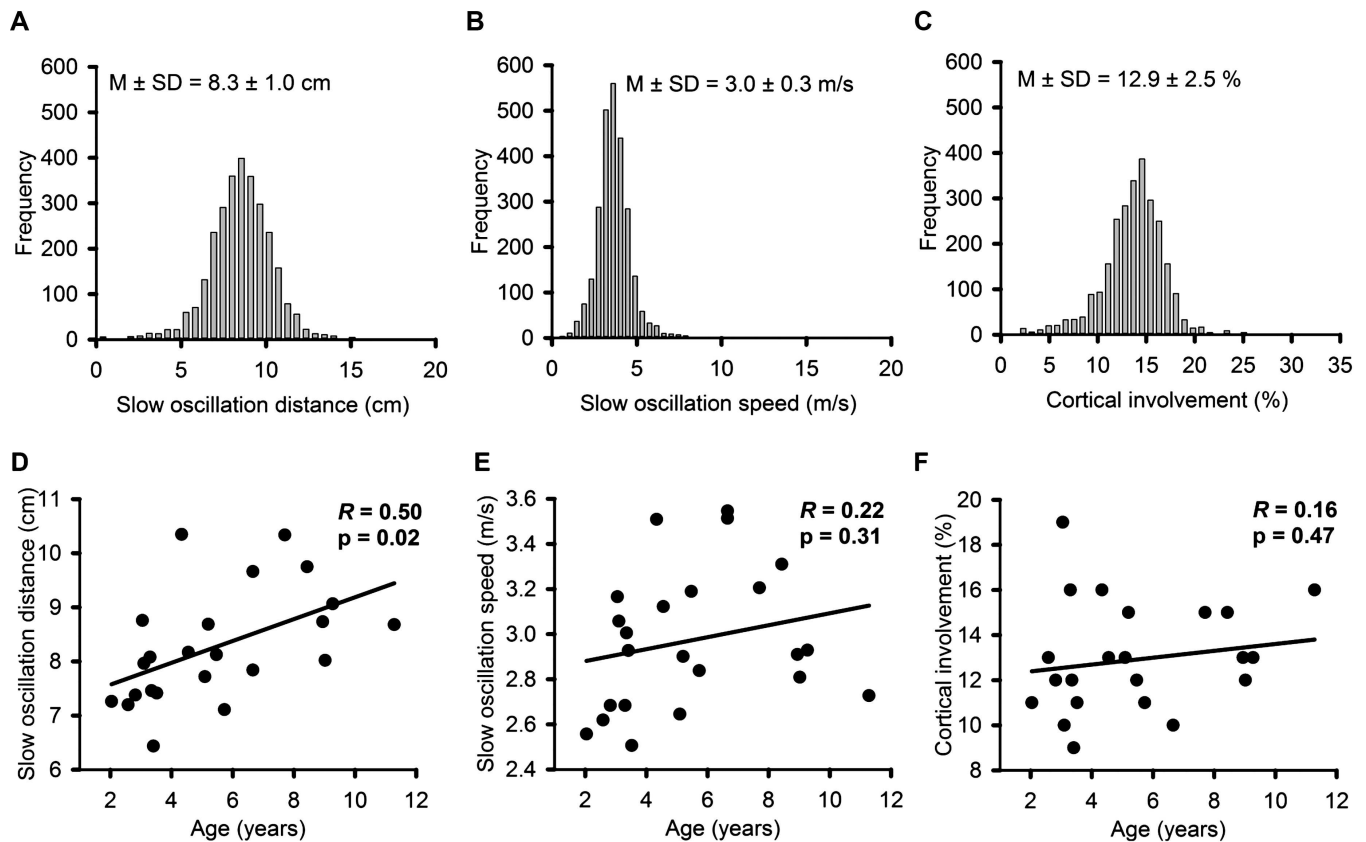 A
M ± SD = 8.3 ± 1.0 cm
Frequency
600
500
400
300
200
100
0
0 5 10 15 20
Slow oscillation distance (cm)
B
M ± SD = 3.0 ± 0.3 m/s
Frequency
600
500
400
300
200
100
0
0 5 10 15 20
Slow oscillation speed (m/s)
C
M ± SD = 12.9 ± 2.5 %
Frequency
600
500
400
300
200
100
0
0 5 10 15 20 25 30 35
Cortical involvement (%)
D
R = 0.50
p = 0.02
Slow oscillation distance (cm)
11
10
9
8
7
6
2 4 6 8 10 12
Age (years)
E
R = 0.22
p = 0.31
Slow oscillation speed (m/s)
3.6
3.4
3.2
3.0
2.8
2.6
2.4
2 4 6 8 10 12
Age (years)
F
R = 0.16
p = 0.47
Cortical involvement (%)
20
18
16
14
12
10
8
2 4 6 8 10 12
Age (years)